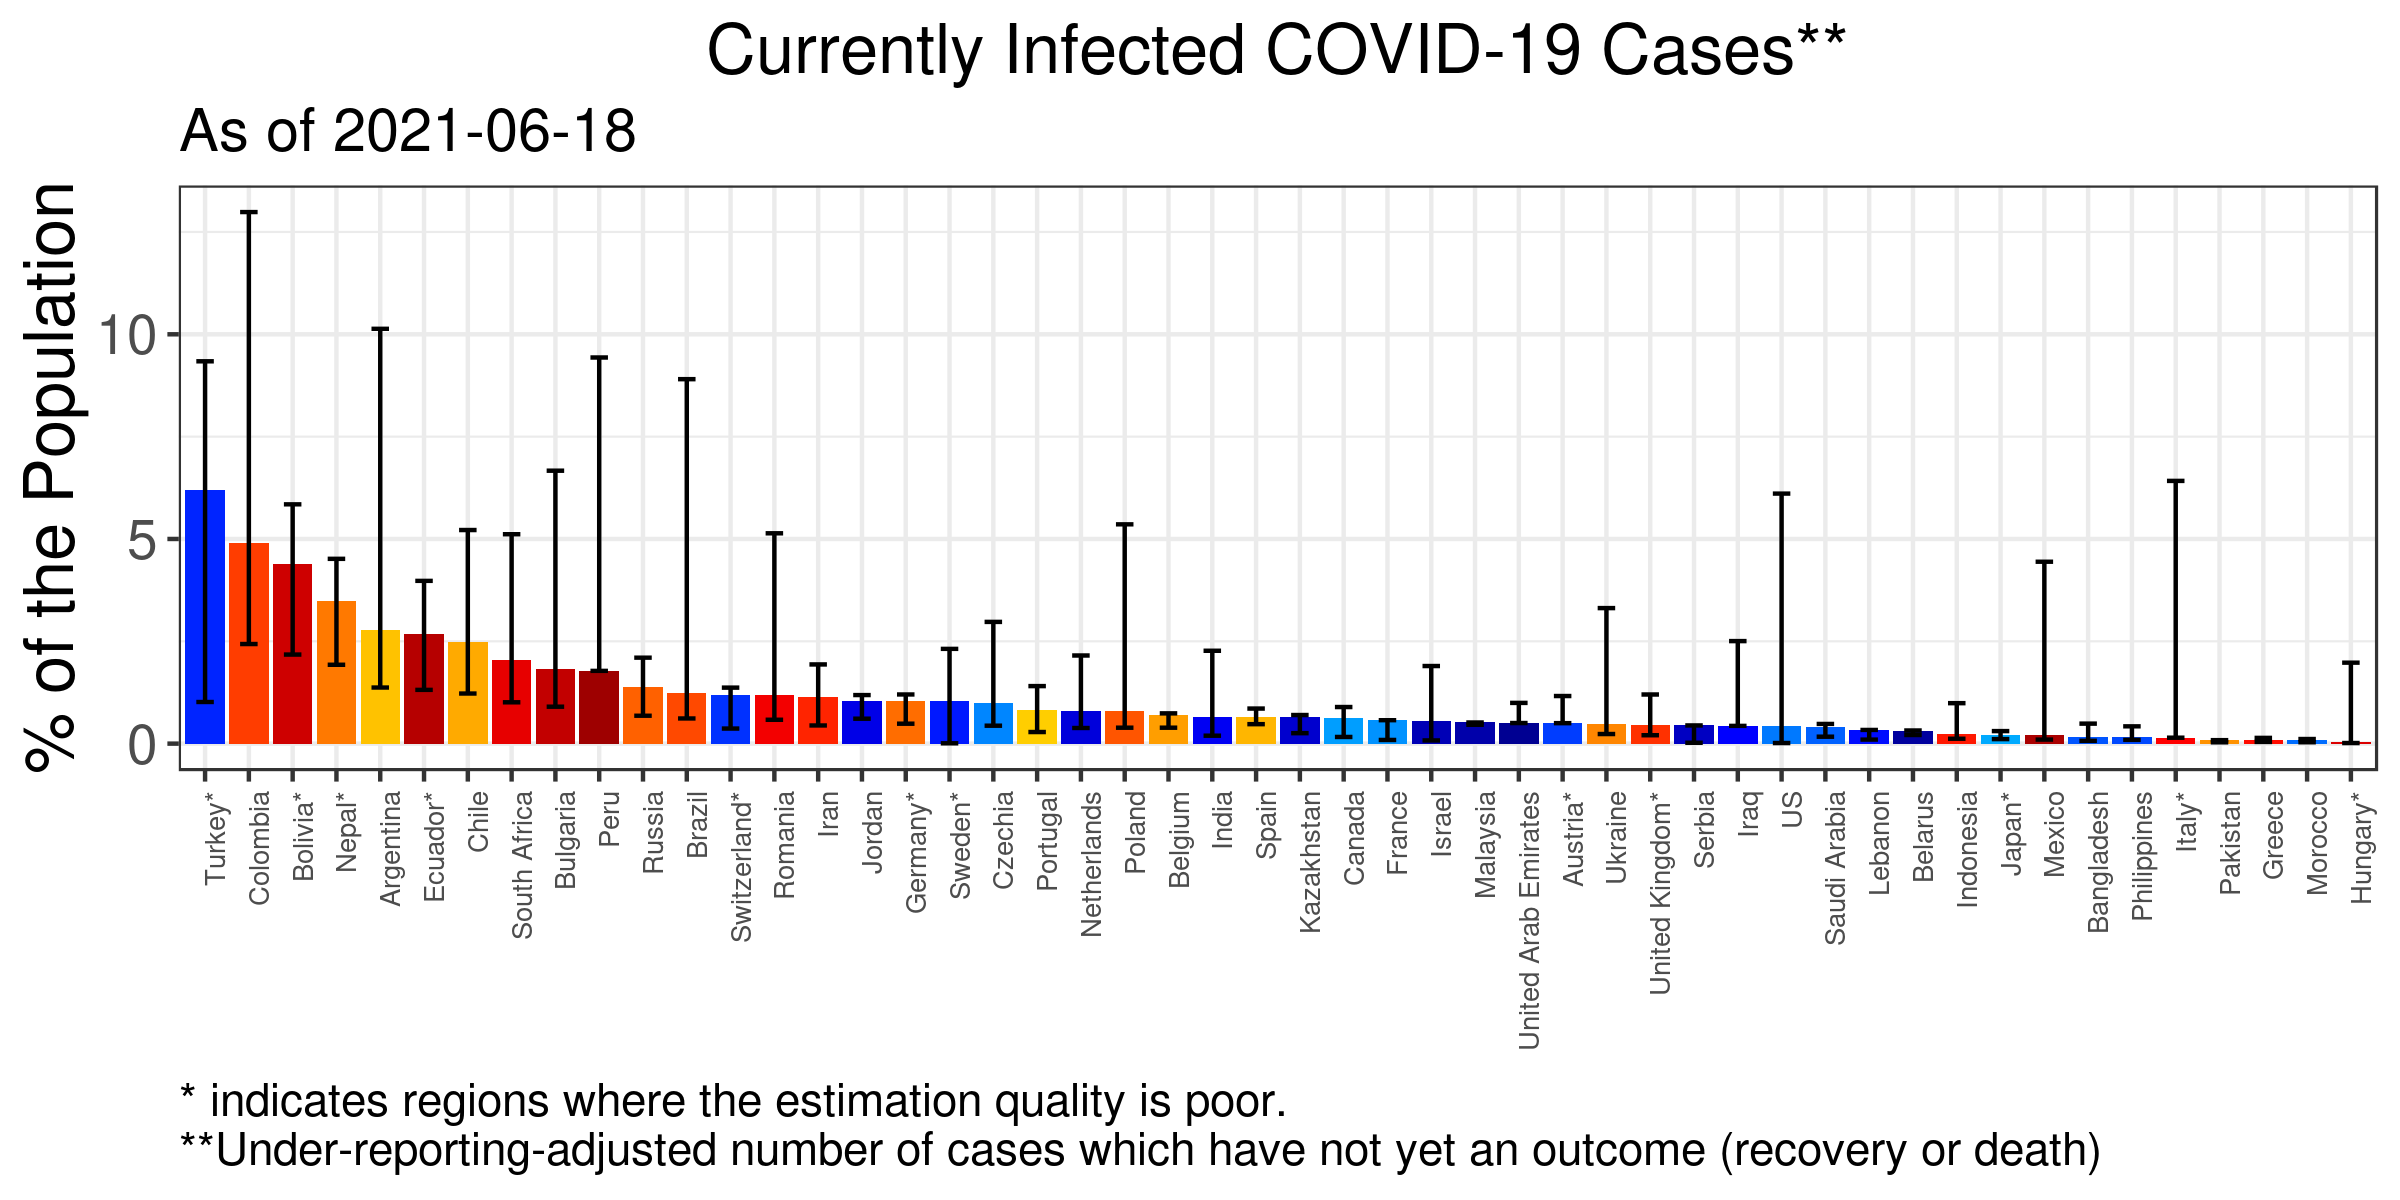 Currently Infected COVID-19 Cases**
As of 2021-06-18
% of the Population
10
5
0
Turkey*
Colombia
Bolivia*
Nepal*
Argentina
Ecuador*
Chile
South Africa
Bulgaria
Peru
Russia
Brazil
Switzerland*
Romania
Iran
Jordan
Germany*
Sweden*
Czechia
Portugal
Netherlands
Poland
Belgium
India
Spain
Kazakhstan
Canada
France
Israel
Malaysia
United Arab Emirates
Austria*
Ukraine
United Kingdom*
Serbia
Iraq
US
Saudi Arabia
Lebanon
Belarus
Indonesia
Japan*
Mexico
Bangladesh
Philippines
Italy*
Pakistan
Greece
Morocco
Hungary*
* indicates regions where the estimation quality is poor.
**Under-reporting-adjusted number of cases which have not yet an outcome (recovery or death)